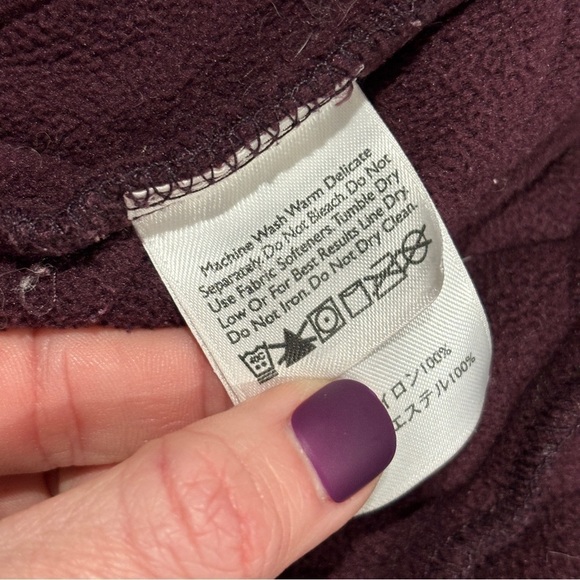 Machine Wash Warm Delicate
Separately. Do Not Bleach. Do Not
Use Fabric Softeners. Tumble Dry
Low Or For Best Results Line Dry.
Do Not Iron. Do Not Dry Clean.
40C
イロン100%
エステル100%